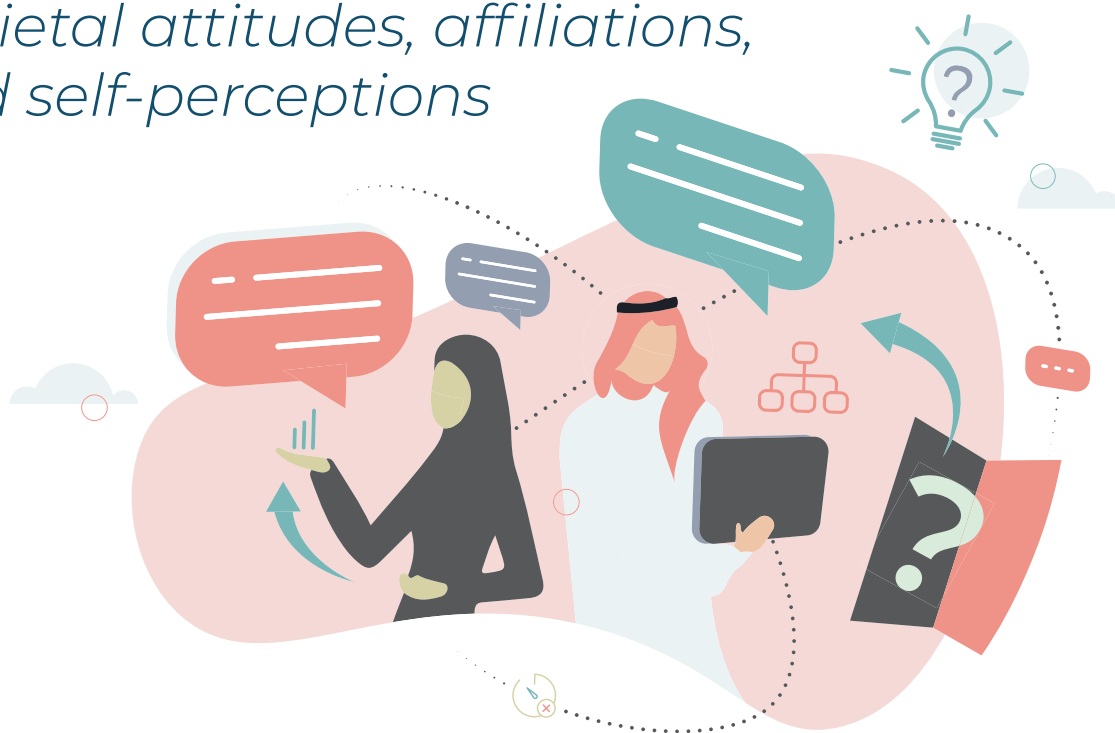 ietal attitudes, affiliations,
d self-perceptions
?
?